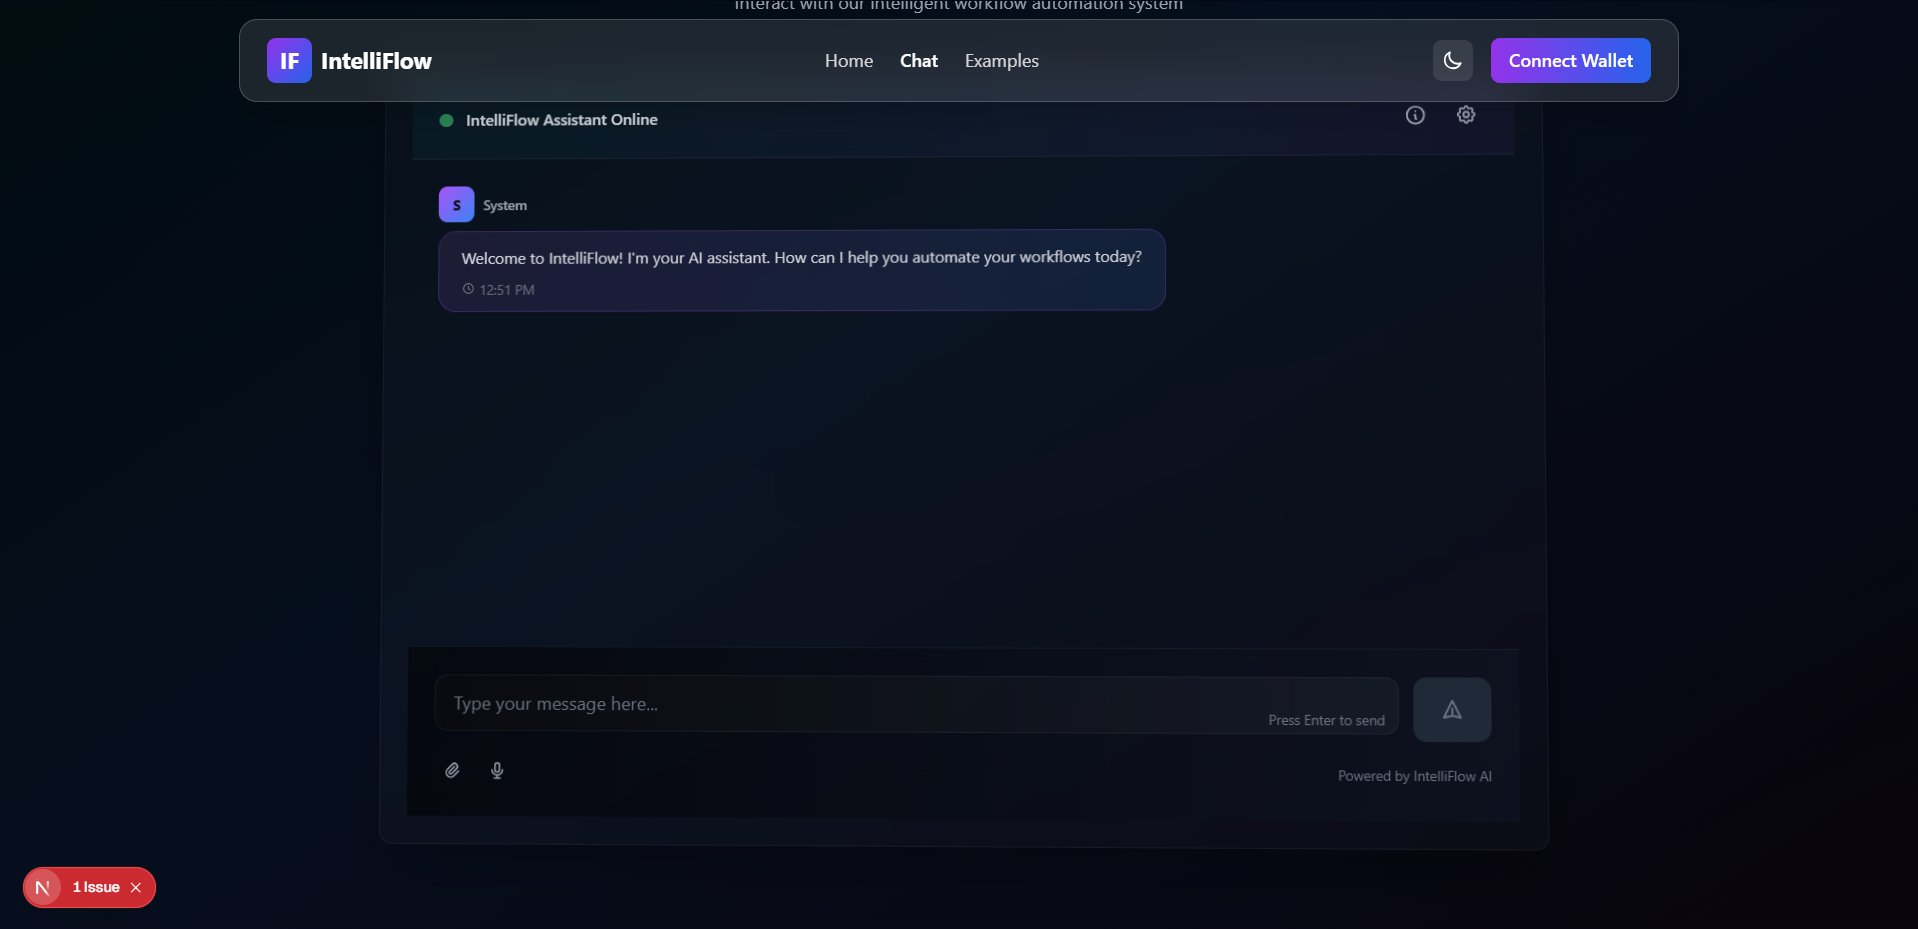 Interact with our intelligent workflow automation system
IF IntelliFlow
Home Chat Examples
Connect Wallet
IntelliFlow Assistant Online
S System
Welcome to IntelliFlow! I'm your AI assistant. How can I help you automate your workflows today?
12:51 PM
Type your message here...
Press Enter to send
Powered by IntelliFlow AI
N 1 Issue